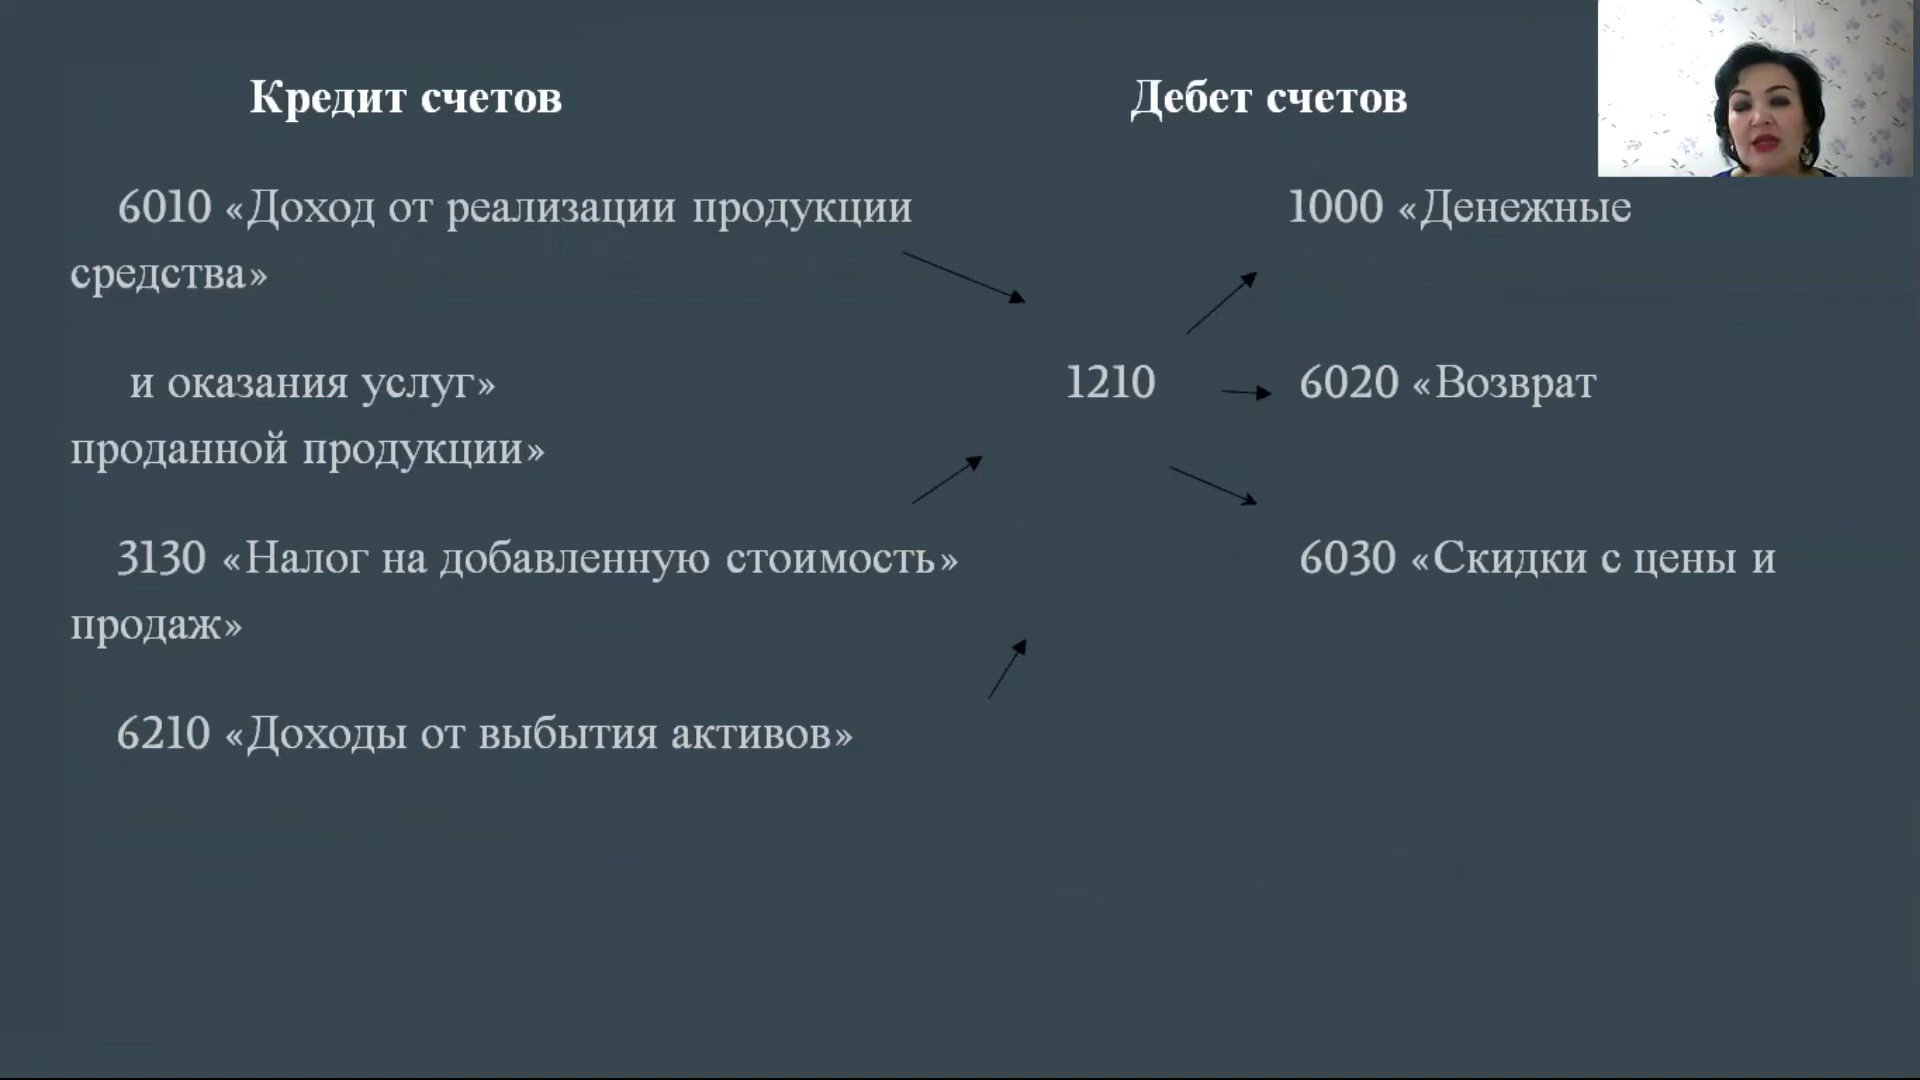 Кредит счетов Дебет счетов
6010 «Доход от реализации продукции 1000 «Денежные
средства»
и оказания услуг» 1210 6020 «Возврат
проданной продукции»
3130 «Налог на добавленную стоимость» 6030 «Скидки с цены и
продаж»
6210 «Доходы от выбытия активов»